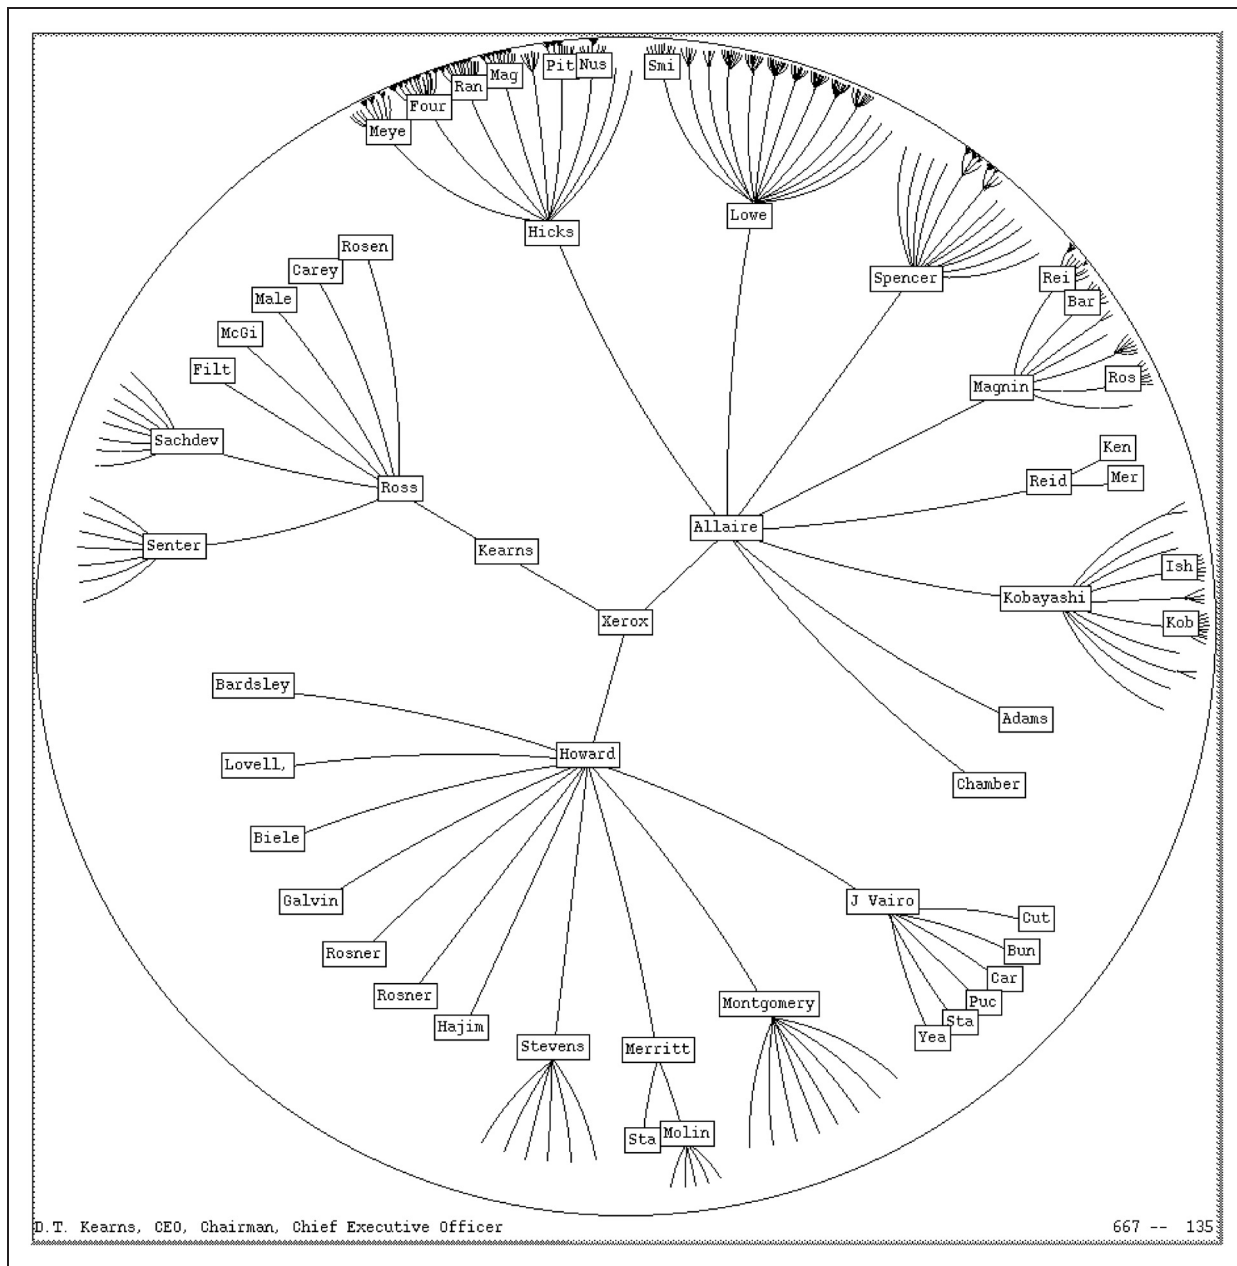 Pit
Nus
Smi
Mag
Ran
Four
Meye
Lowe
Hicks
Rosen
Carey
Spencer
Rei
Male
Bar
McGi
Filt
Ros
Magnin
Sachdev
Ken
Mer
Reid
Ross
Allaire
Senter
Kearns
Ish
Kobayashi
Xerox
Kob
Bardsley
Adams
Howard
Lovell,
Chamber
Biele
Galvin
J Vairo
Cut
Rosner
Bun
Car
Rosner
Puc
Montgomery
Sta
Hajim
Yea
Stevens
Merritt
Sta
Molin
D.T. Kearns, CEO, Chairman, Chief Executive Officer
667 -- 135